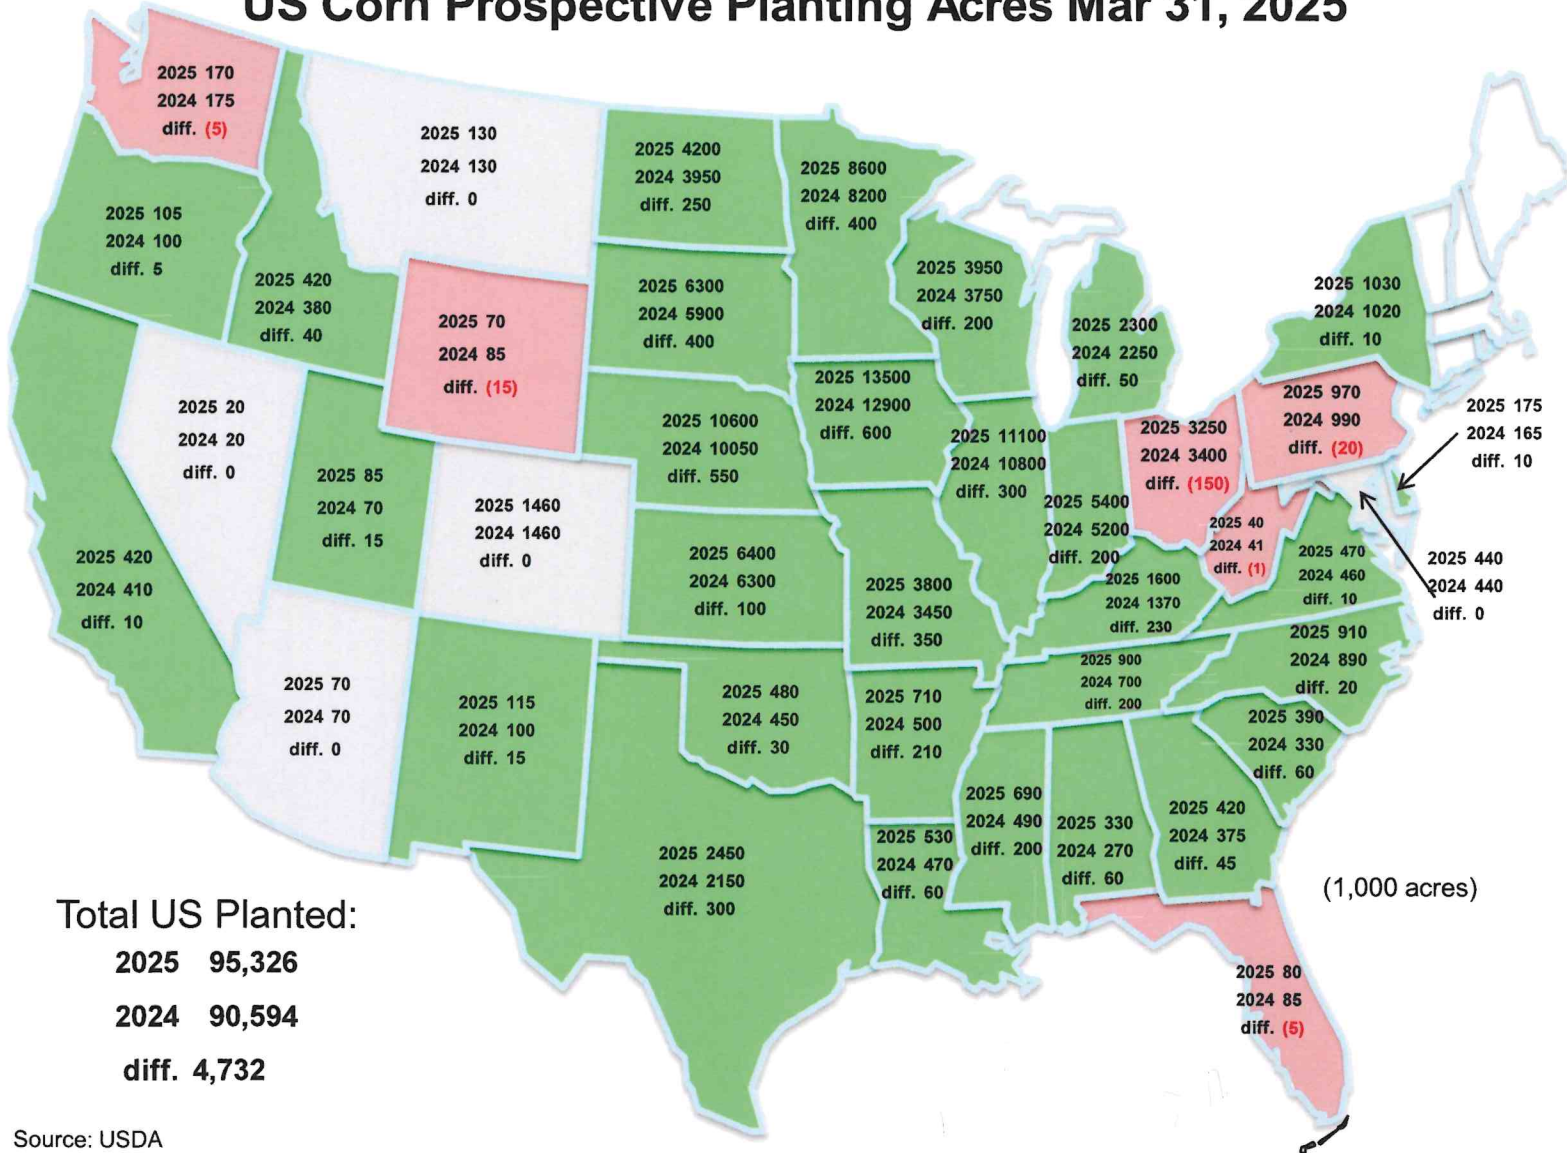 US Corn Prospective Planting Acres Mar 31, 2025
2025 170
2024 175
diff. (5)
2025 130
2024 130
diff. 0
2025 4200
2024 3950
diff. 250
2025 8600
2024 8200
diff. 400
2025 105
2024 100
diff. 5
2025 420
2024 380
diff. 40
2025 70
2024 85
diff. (15)
2025 6300
2024 5900
diff. 400
2025 3950
2024 3750
diff. 200
2025 2300
2024 2250
diff. 50
2025 1030
2024 1020
diff. 10
2025 20
2024 20
diff. 0
2025 85
2024 70
diff. 15
2025 1460
2024 1460
diff. 0
2025 10600
2024 10050
diff. 550
2025 13500
2024 12900
diff. 600
2025 11100
2024 10800
diff. 300
2025 5400
2024 5200
diff. 200
2025 3250
2024 3400
diff. (150)
2025 970
2024 990
diff. (20)
2025 175
2024 165
diff. 10
2025 420
2024 410
diff. 10
2025 6400
2024 6300
diff. 100
2025 3800
2024 3450
diff. 350
2025 1600
2024 1370
diff. 230
2025 40
2024 41
diff. (1)
2025 470
2024 460
diff. 10
2025 440
2024 440
diff. 0
2025 70
2024 70
diff. 0
2025 115
2024 100
diff. 15
2025 480
2024 450
diff. 30
2025 710
2024 500
diff. 210
2025 900
2024 700
diff. 200
2025 910
2024 890
diff. 20
2025 390
2024 330
diff. 60
2025 2450
2024 2150
diff. 300
2025 530
2024 470
diff. 60
2025 690
2024 490
diff. 200
2025 330
2024 270
diff. 60
2025 420
2024 375
diff. 45
(1,000 acres)
2025 80
2024 85
diff. (5)
Total US Planted:
2025 95,326
2024 90,594
diff. 4,732
Source: USDA